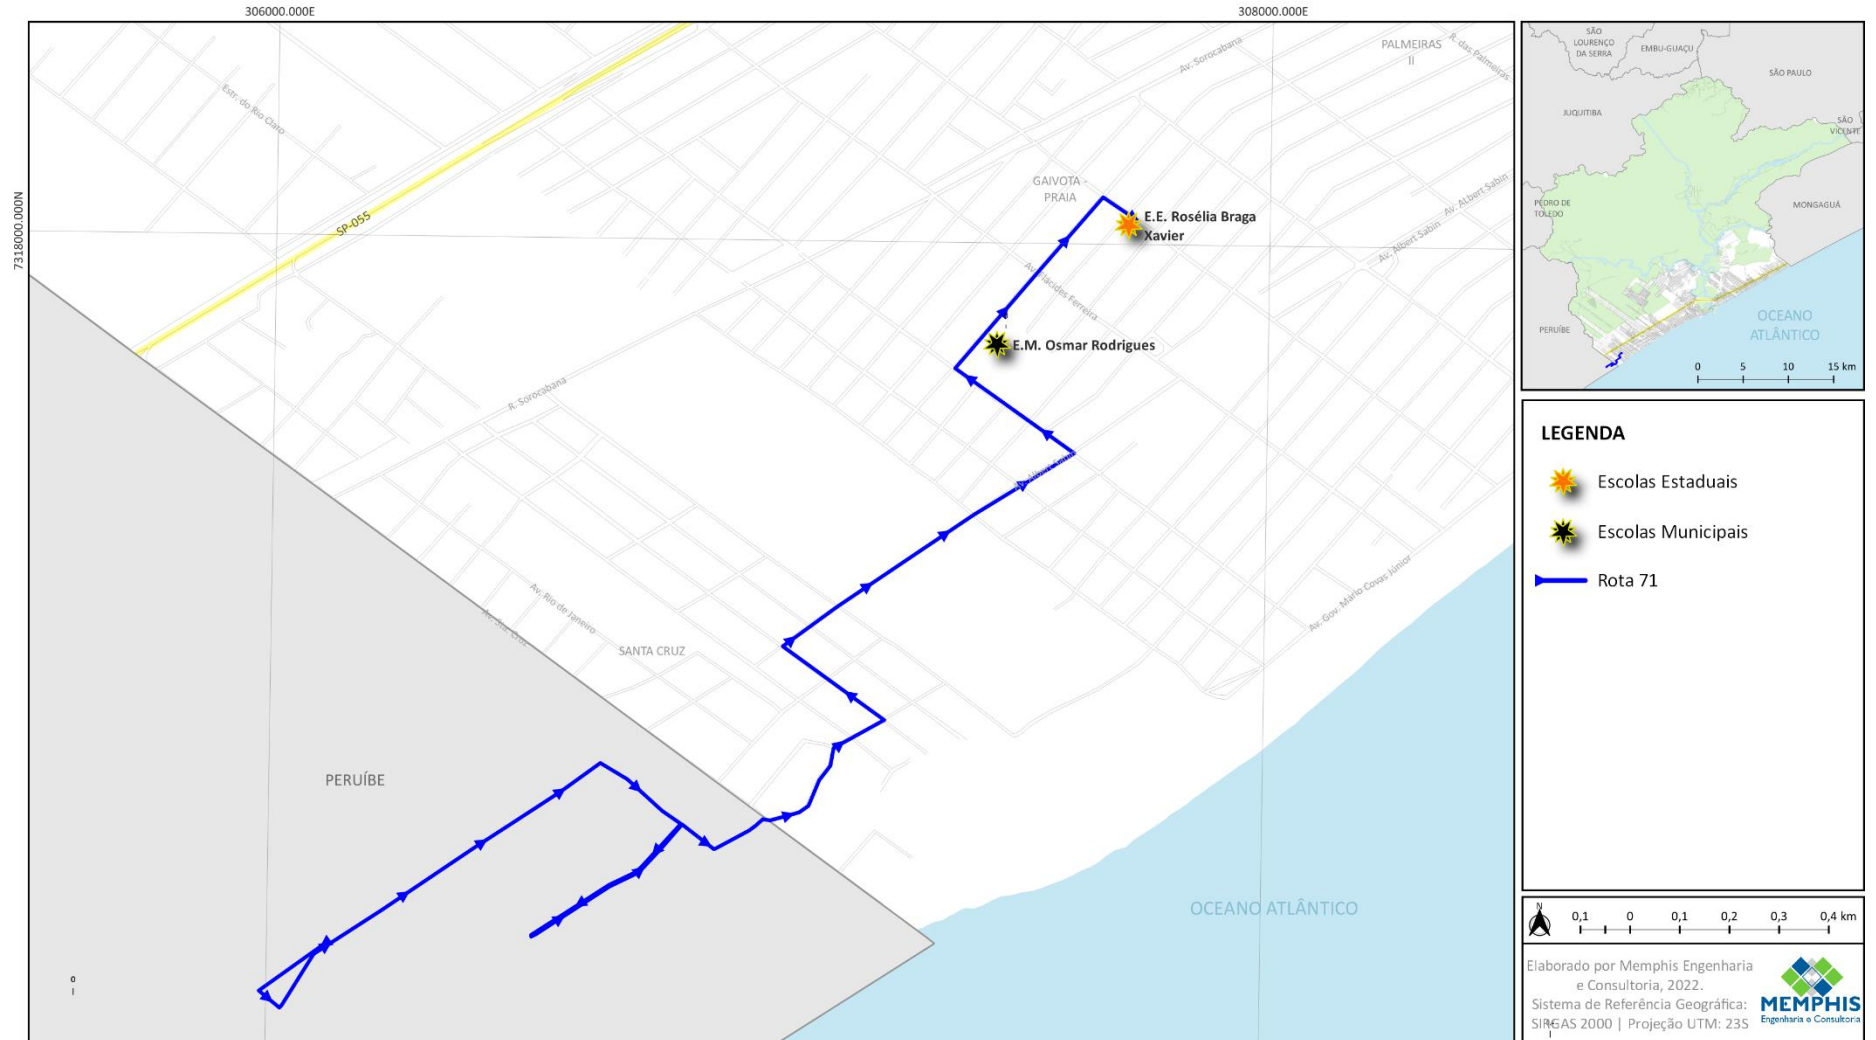 306000.000E
308000.000E
7318000.000N
Estr. do Rio Claro
SP-055
Av. Sorocabana
PALMEIRAS
II
R. das Palmeiras
GAIVOTA -
PRAIA
E.E. Rosélia Braga
Xavier
Av. Albert Sabin
Av. Albert Sabin
E.M. Osmar Rodrigues
R. Sorocabana
Av. Rio de Janeiro
Av. Sta. Cruz
SANTA CRUZ
Av. Gov. Mário Covas Júnior
PERUÍBE
OCEANO ATLÂNTICO
SÃO
LOURENÇO
DA SERRA
EMBU-GUAÇU
SÃO PAULO
JUQUITIBA
SÃO
VICENTE
PEDRO DE
TOLEDO
MONGAGUÁ
PERUÍBE
OCEANO
ATLÂNTICO
0 5 10 15 km
LEGENDA
Escolas Estaduais
Escolas Municipais
Rota 71
N
0,1 0 0,1 0,2 0,3 0,4 km
Elaborado por Memphis Engenharia
e Consultoria, 2022.
Sistema de Referência Geográfica:
SIRGAS 2000 | Projeção UTM: 23S
MEMPHIS
Engenharia e Consultoria